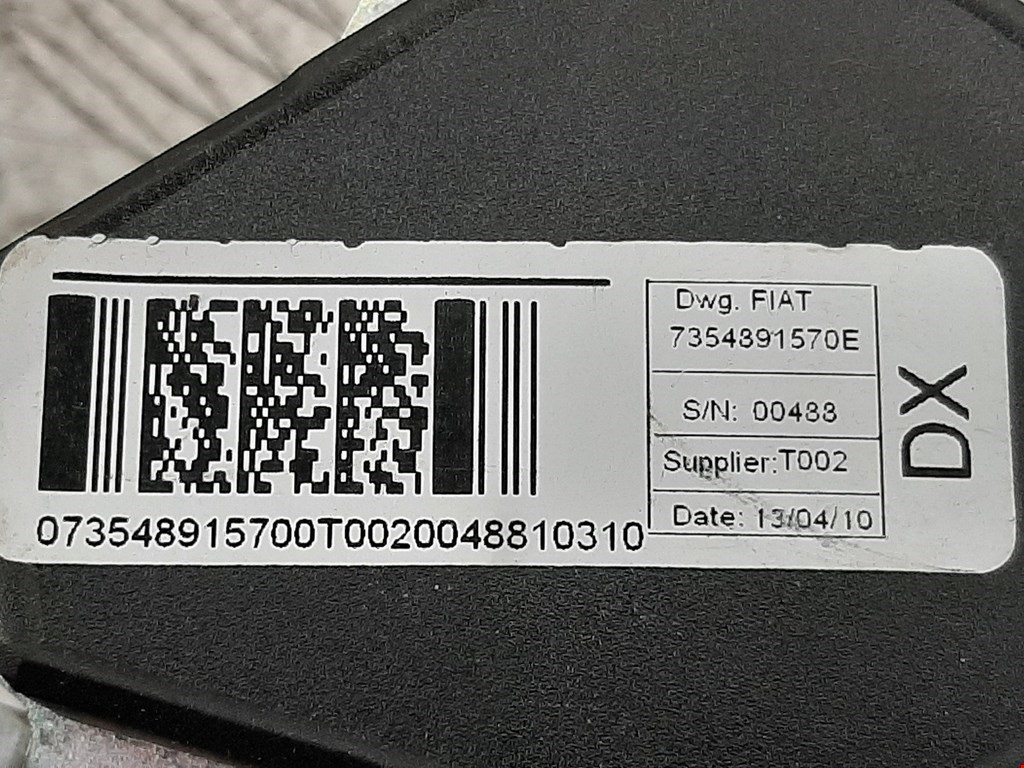 073548915700T0020048810310
Dwg. FIAT
7354891570E
S/N: 00488
Supplier:T002
Date: 13/04/10
DX